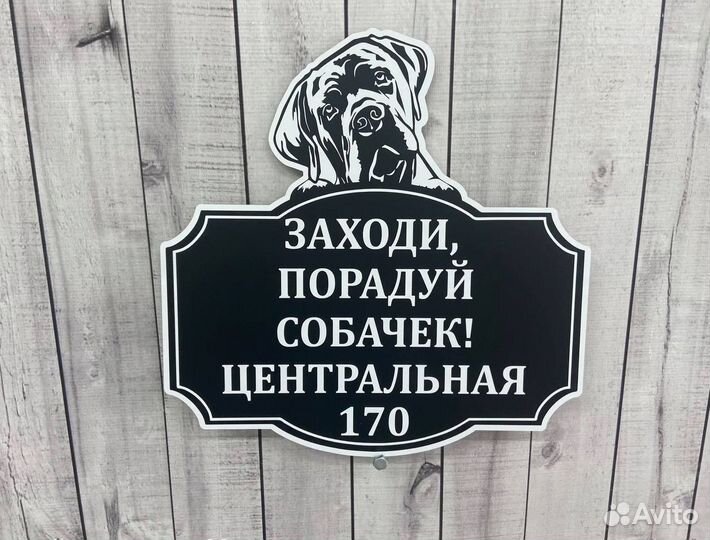 ЗАХОДИ,
ПОРАДУЙ
СОБАЧЕК!
ЦЕНТРАЛЬНАЯ
170
Avito